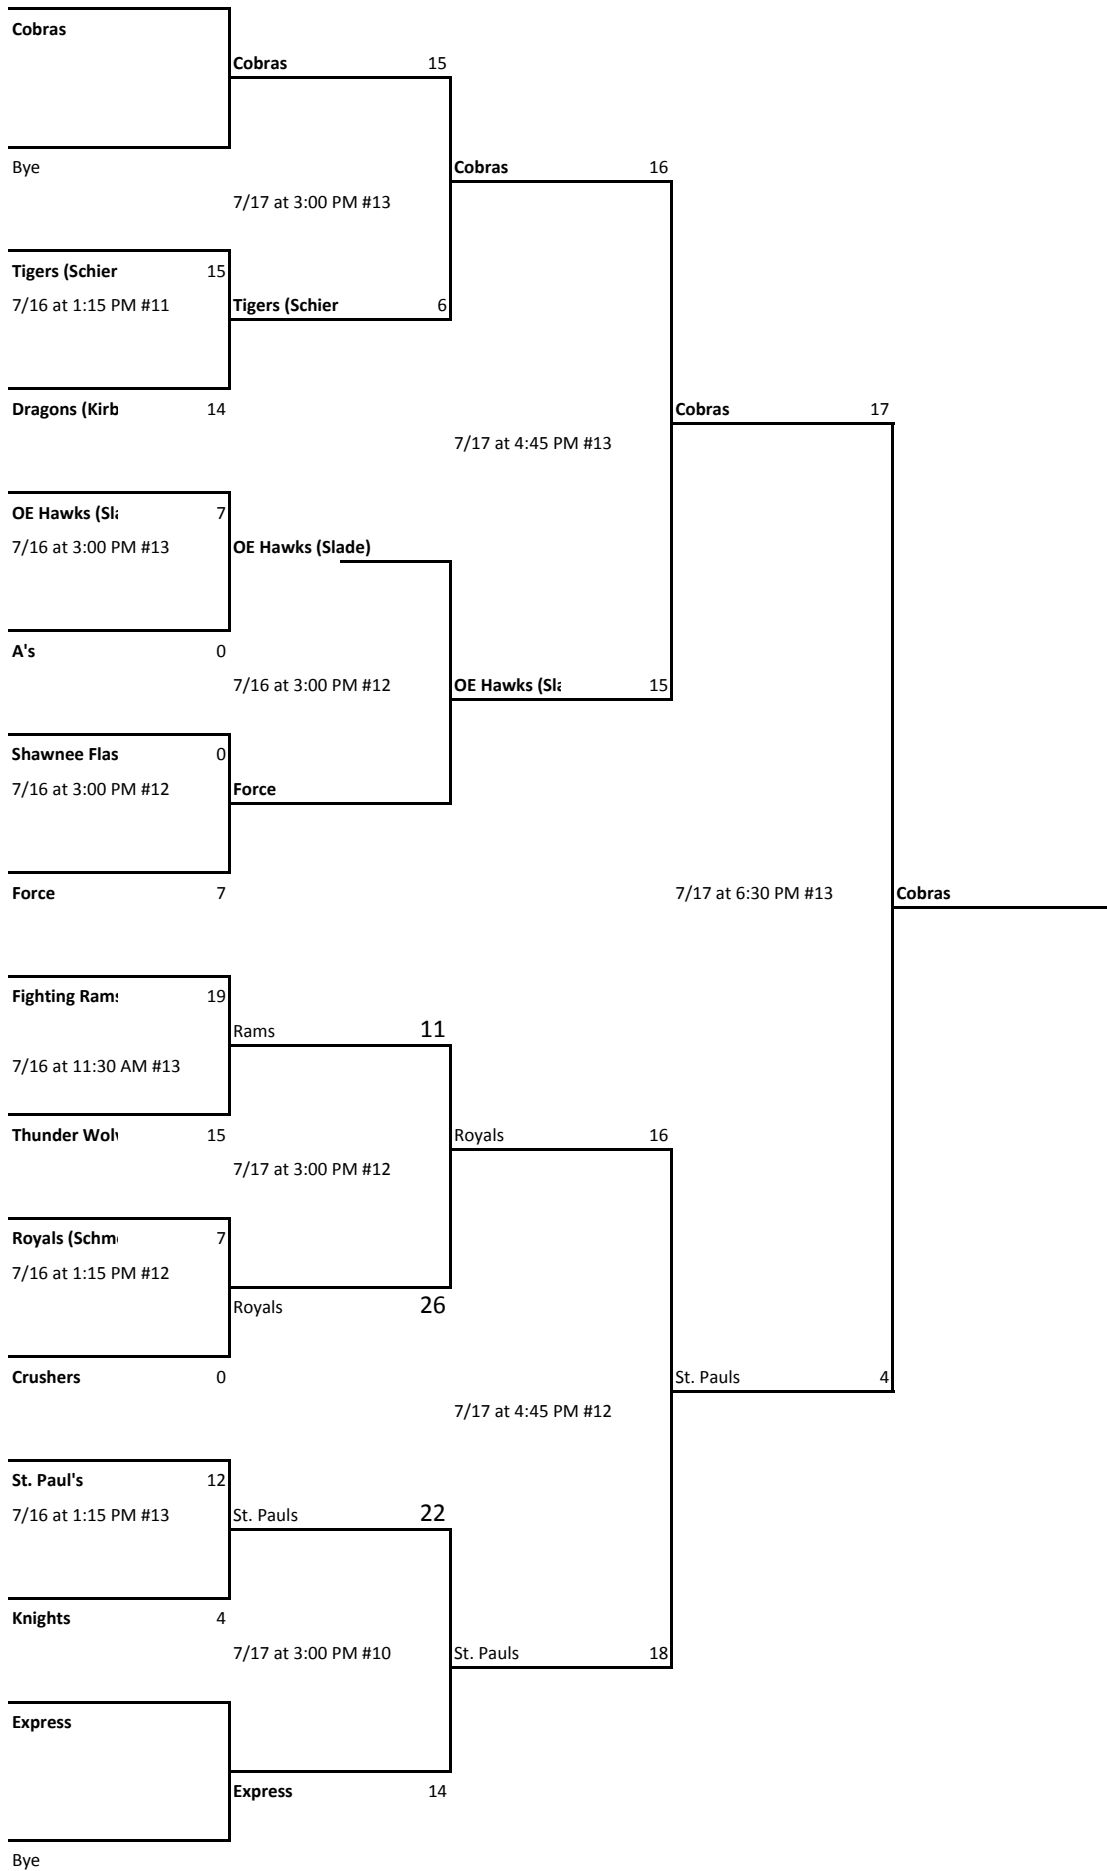 Cobras
Cobras 15
Bye
Cobras 16
7/17 at 3:00 PM #13
Tigers (Schier 15
7/16 at 1:15 PM #11
Tigers (Schier 6
Dragons (Kirb 14
Cobras 17
7/17 at 4:45 PM #13
OE Hawks (Sla 7
7/16 at 3:00 PM #13
OE Hawks (Slade)
A's 0
7/16 at 3:00 PM #12
OE Hawks (Sla 15
Shawnee Flas 0
7/16 at 3:00 PM #12
Force
Force 7
7/17 at 6:30 PM #13
Cobras
Fighting Rams 19
Rams 11
7/16 at 11:30 AM #13
Thunder Wolv 15
Royals 16
7/17 at 3:00 PM #12
Royals (Schme 7
7/16 at 1:15 PM #12
Royals 26
Crushers 0
St. Pauls 4
7/17 at 4:45 PM #12
St. Paul's 12
7/16 at 1:15 PM #13
St. Pauls 22
Knights 4
7/17 at 3:00 PM #10
St. Pauls 18
Express
Express 14
Bye